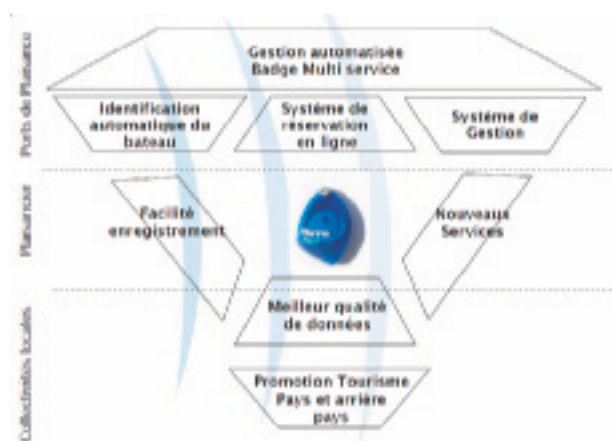 Ports de Plaisance
Gestion automatisée
Badge Multi service
Identification
automatique du
bateau
Système de
réservation
en ligne
Système de
Gestion
Plaisancier
Facilité
enregistrement
Nouveaux
Services
Collectivités locales
Meilleur qualité
de données
Promotion Tourisme
Pays et arrière
pays